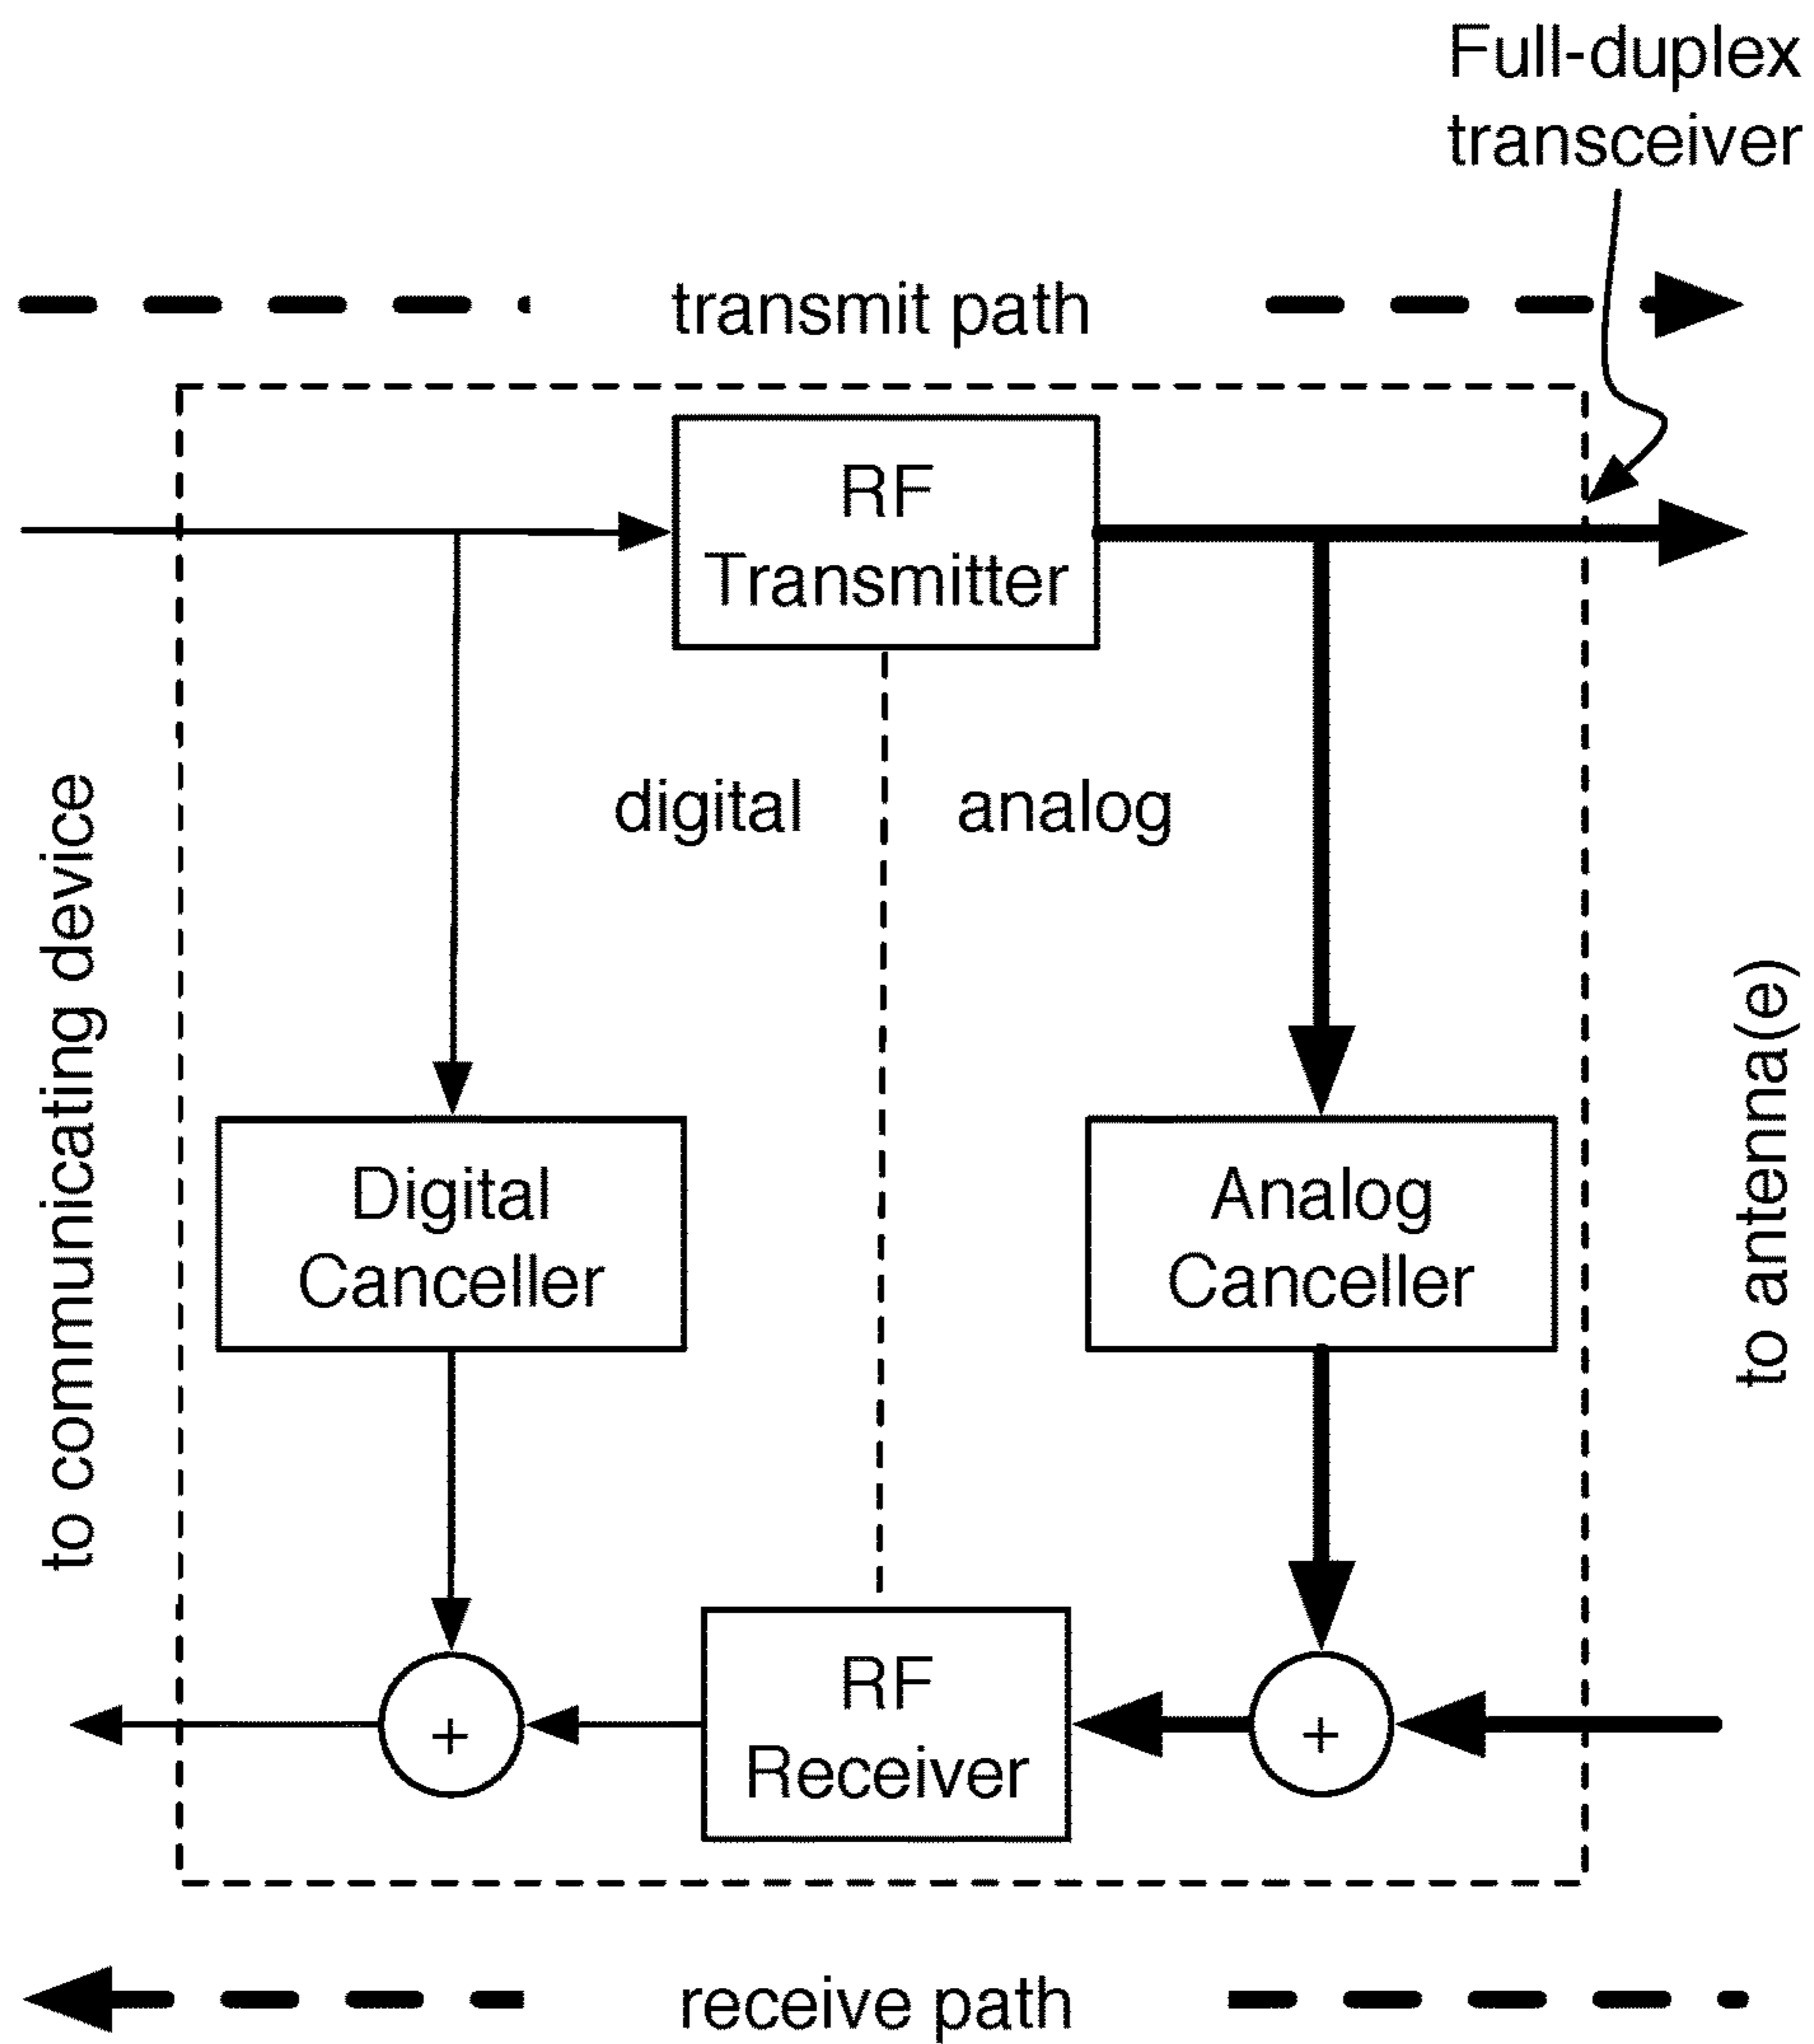 Full-duplex
transceiver
transmit path
RF
Transmitter
digital
analog
to communicating device
to antenna(e)
Digital
Canceller
Analog
Canceller
RF
Receiver
+
+
receive path